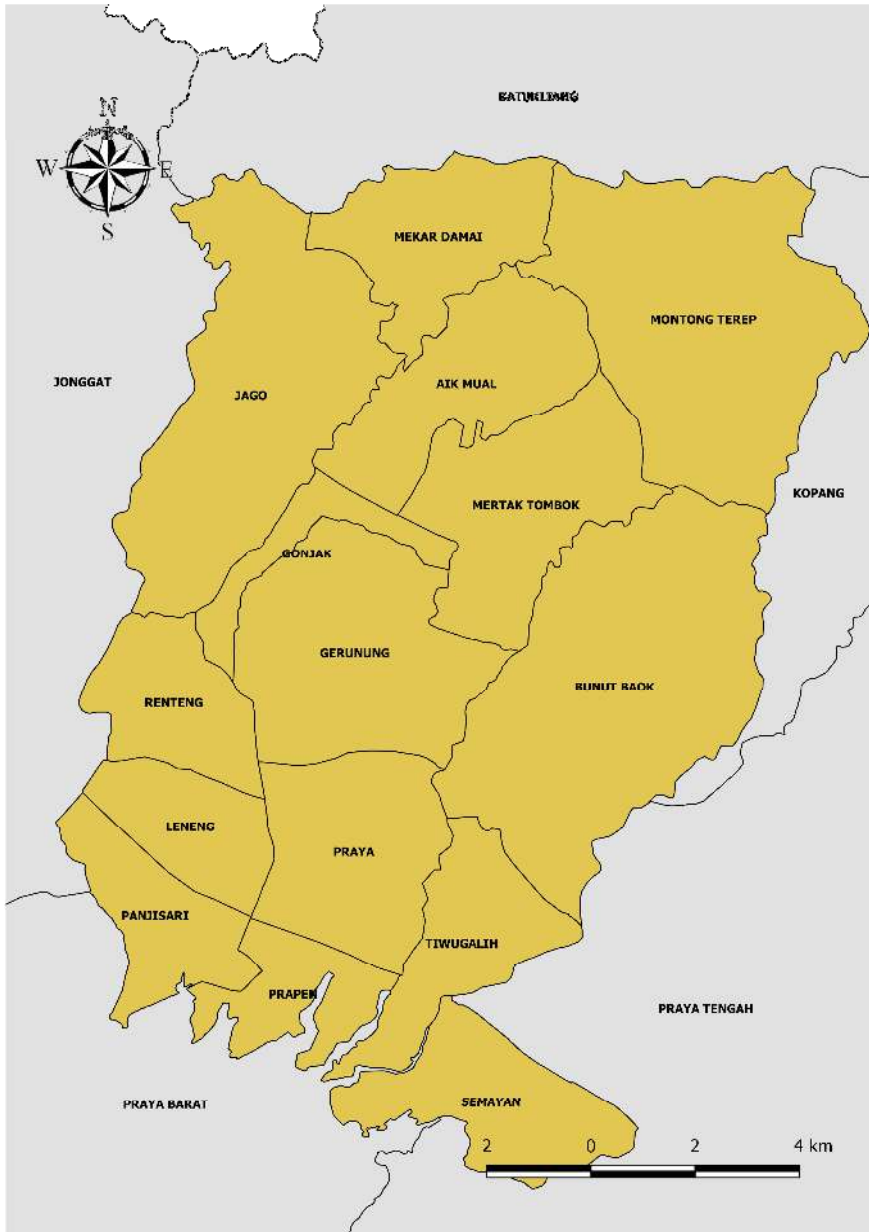 BATUKLIANG
N
W E
S
MEKAR DAMAI
MONTONG TEREP
JONGGAT
AIK MUAL
JAGO
KOPANG
MERTAK TOMBOK
GONJAK
GERUNUNG
BUNUT BAOK
RENTENG
LENENG
PRAYA
PANJISARI
TIWUGALIH
PRAPEN
PRAYA TENGAH
PRAYA BARAT
SEMAYAN
2 0 2 4 km